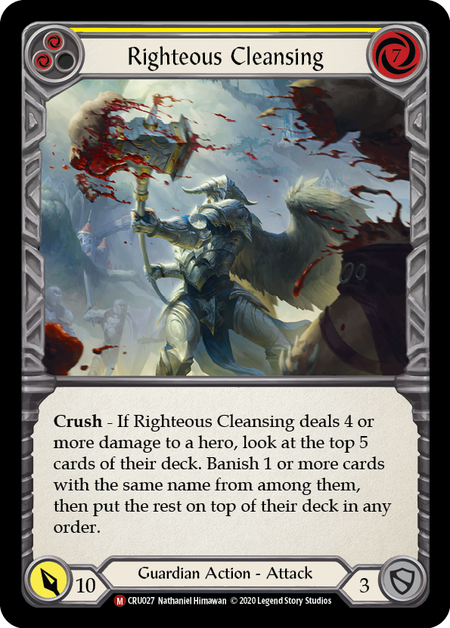 Righteous Cleansing
7
Crush - If Righteous Cleansing deals 4 or
more damage to a hero, look at the top 5
cards of their deck. Banish 1 or more cards
with the same name from among them,
then put the rest on top of their deck in any
order.
10
Guardian Action - Attack
3
M CRU027 Nathaniel Himawan © 2020 Legend Story Studios